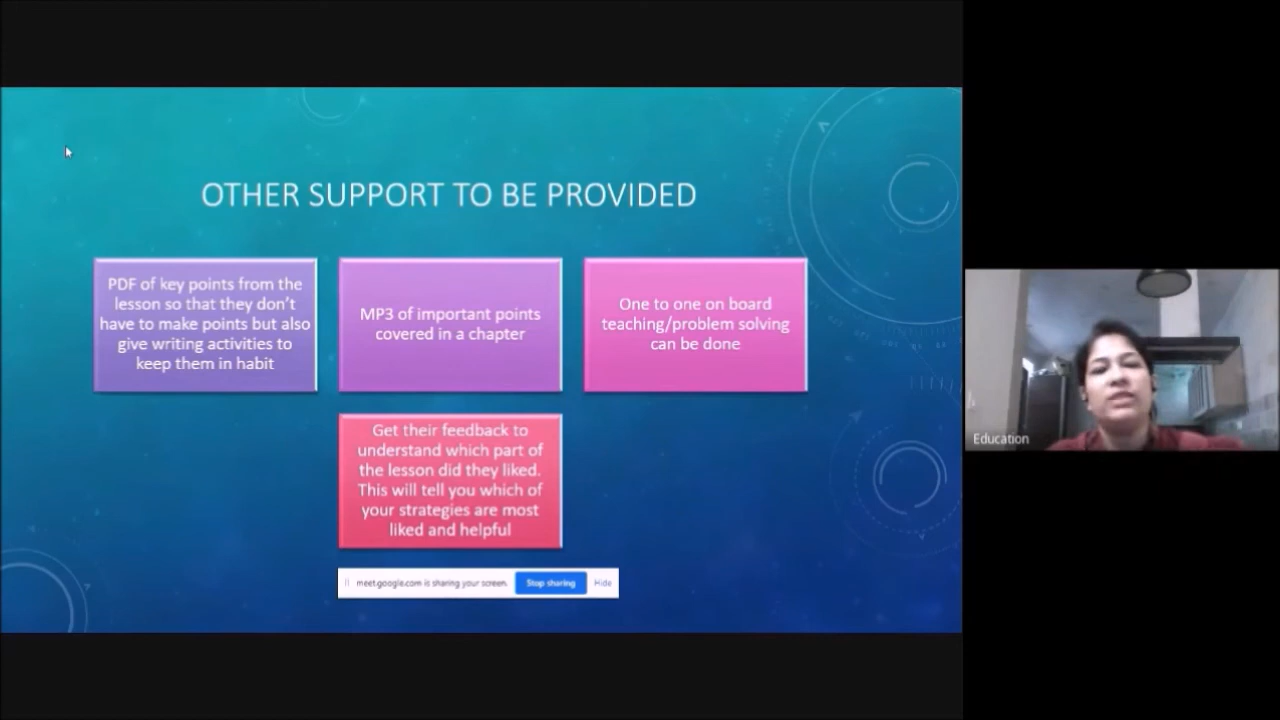 OTHER SUPPORT TO BE PROVIDED
PDF of key points from the
lesson so that they don't
have to make points but also
give writing activities to
keep them in habit
MP3 of important points
covered in a chapter
One to one on board
teaching/problem solving
can be done
Get their feedback to
understand which part of
the lesson did they liked.
This will tell you which of
your strategies are most
liked and helpful
meet.google.com is sharing your screen.
Stop sharing
Hide
Education